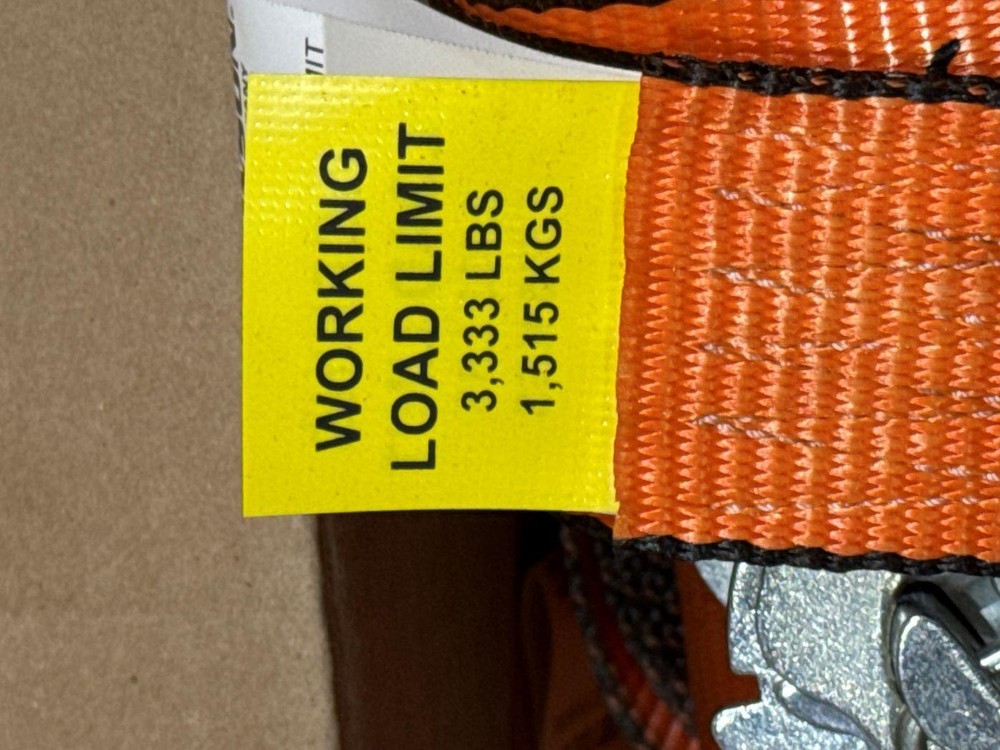 WORKING
LOAD LIMIT
3,333 LBS
1,515 KGS